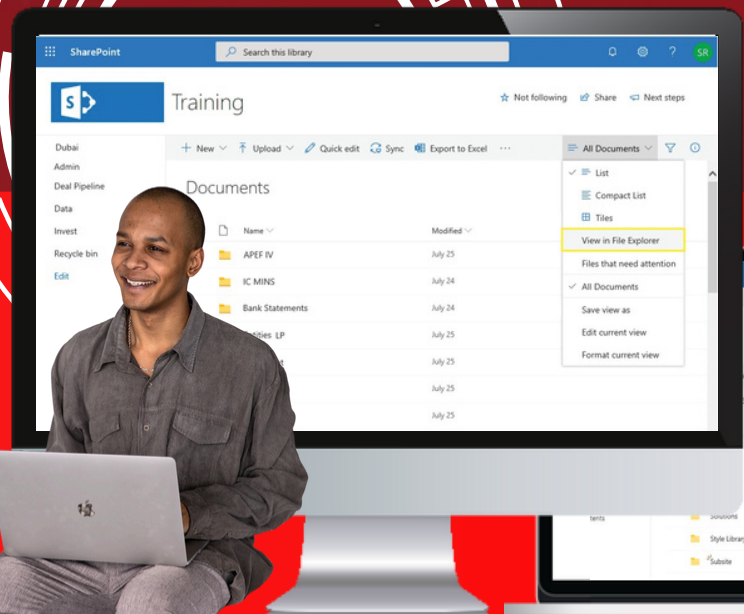 SharePoint
Search this library
?
SR
S
Training
Not following
Share
Next steps
Dubai
Admin
Deal Pipeline
Data
Invest
Recycle bin
Edit
+ New
Upload
Quick edit
Sync
Export to Excel
...
All Documents
Documents
Name
Modified
APEF IV
July 25
IC MINS
July 24
Bank Statements
July 24
LP
July 25
July 25
July 25
July 25
List
Compact List
Tiles
View in File Explorer
Files that need attention
All Documents
Save view as
Edit current view
Format current view
Solutions
Style Library
Subsite